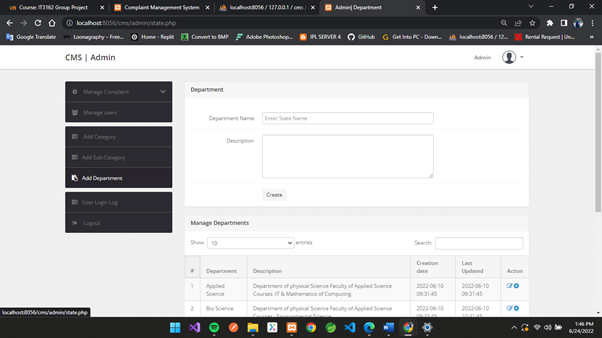 Course: IT3162 Group Project
Complaint Management System
localhost:8056 / 127.0.0.1 / cms /
Admin| Department
localhost:8056/cms/admin/state.php
Google Translate
Loonagraphy – Free...
Home - Replit
Convert to BMP
Adobe Photoshop...
IPL SERVER 4
GitHub
Get Into PC - Down...
localhost:8056 / 12...
Rental Request | Un...
CMS | Admin
Admin
Manage Complaint
Manage users
Add Category
Add Sub-Category
Add Department
User Login Log
Logout
Department
Department Name
Enter State Name
Description
Create
Manage Departments
Show 10 entries
Search:
# Department Description Creation date Last Updated Action
1 Applied Science Department of physical Science Faculty of Applied Science Courses :IT & Mathematics of Computing 2022-06-10 09:31:45 2022-06-10 09:31:45
2 Bio Science Department of physical Science Faculty of Applied Science 2022-06-10 2022-06-10
localhost:8056/cms/admin/state.php
1:46 PM
6/24/2022